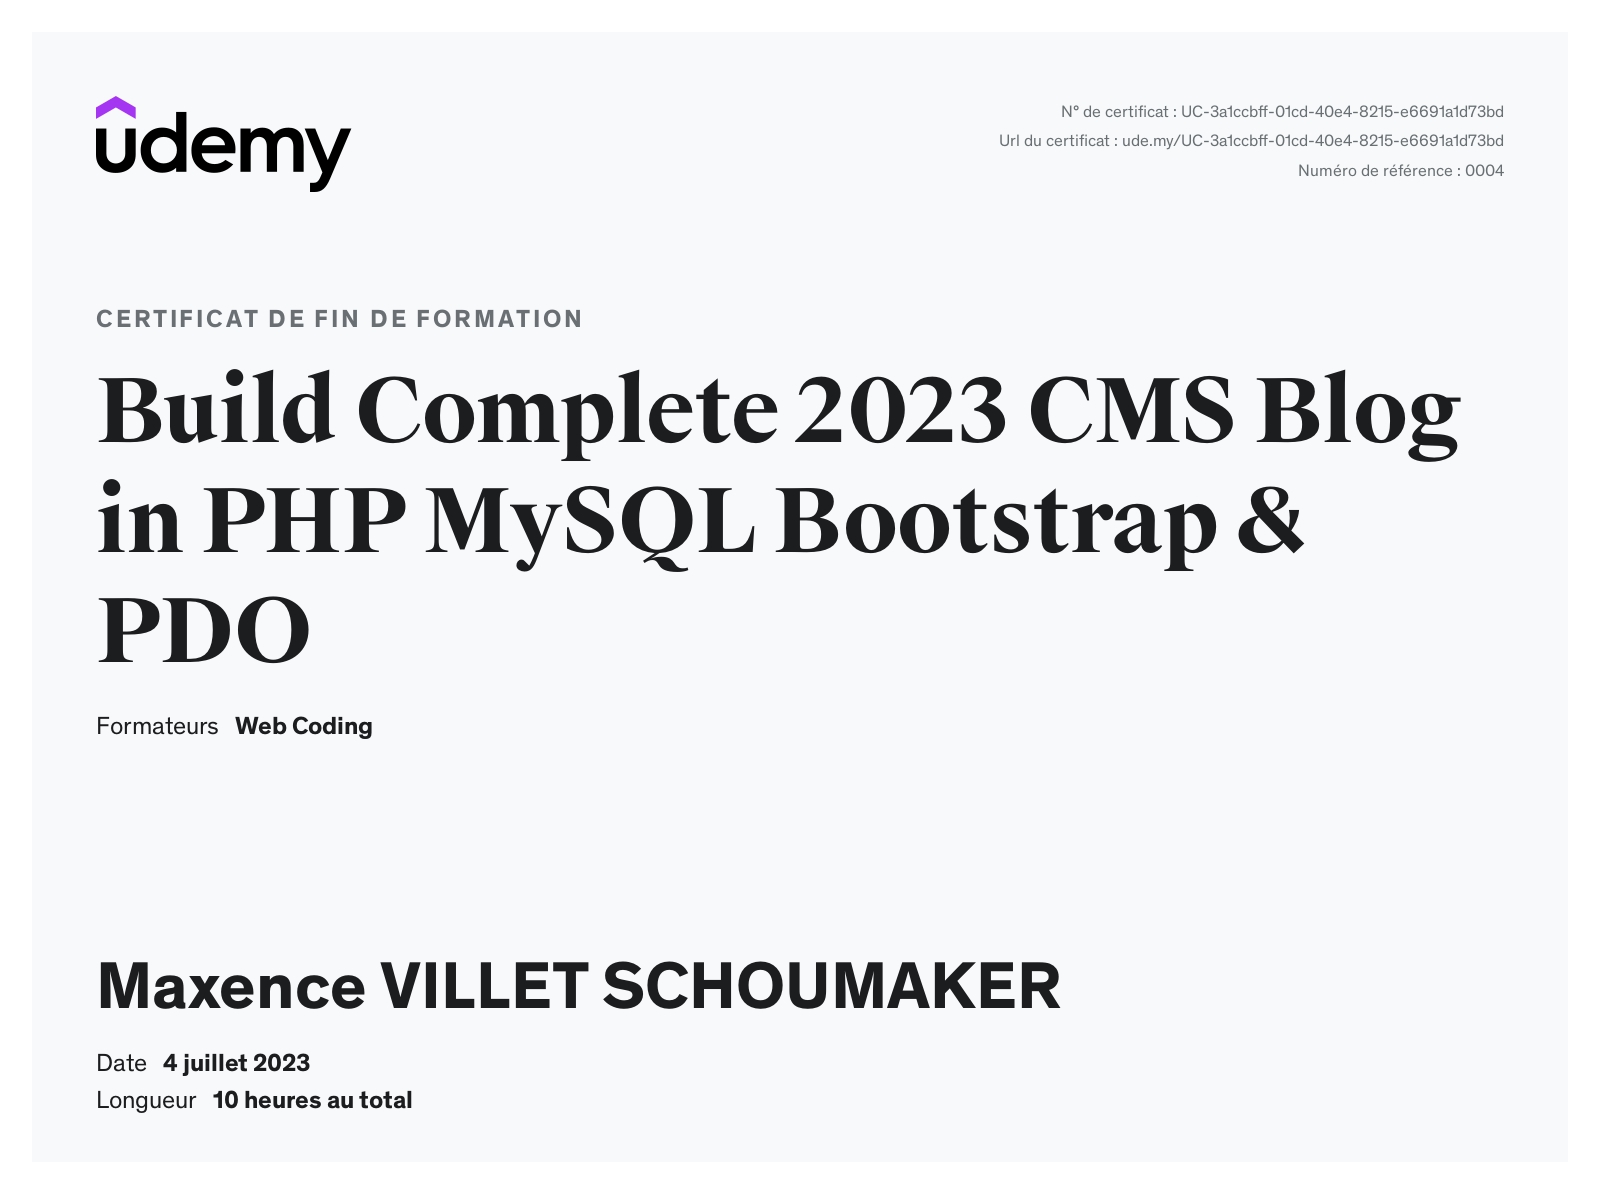 udemy
N° de certificat : UC-3a1ccbff-01cd-40e4-8215-e6691a1d73bd
Url du certificat : ude.my/UC-3a1ccbff-01cd-40e4-8215-e6691a1d73bd
Numéro de référence : 0004
CERTIFICAT DE FIN DE FORMATION
Build Complete 2023 CMS Blog
in PHP MySQL Bootstrap &
PDO
Formateurs Web Coding
Maxence VILLET SCHOUMAKER
Date 4 juillet 2023
Longueur 10 heures au total